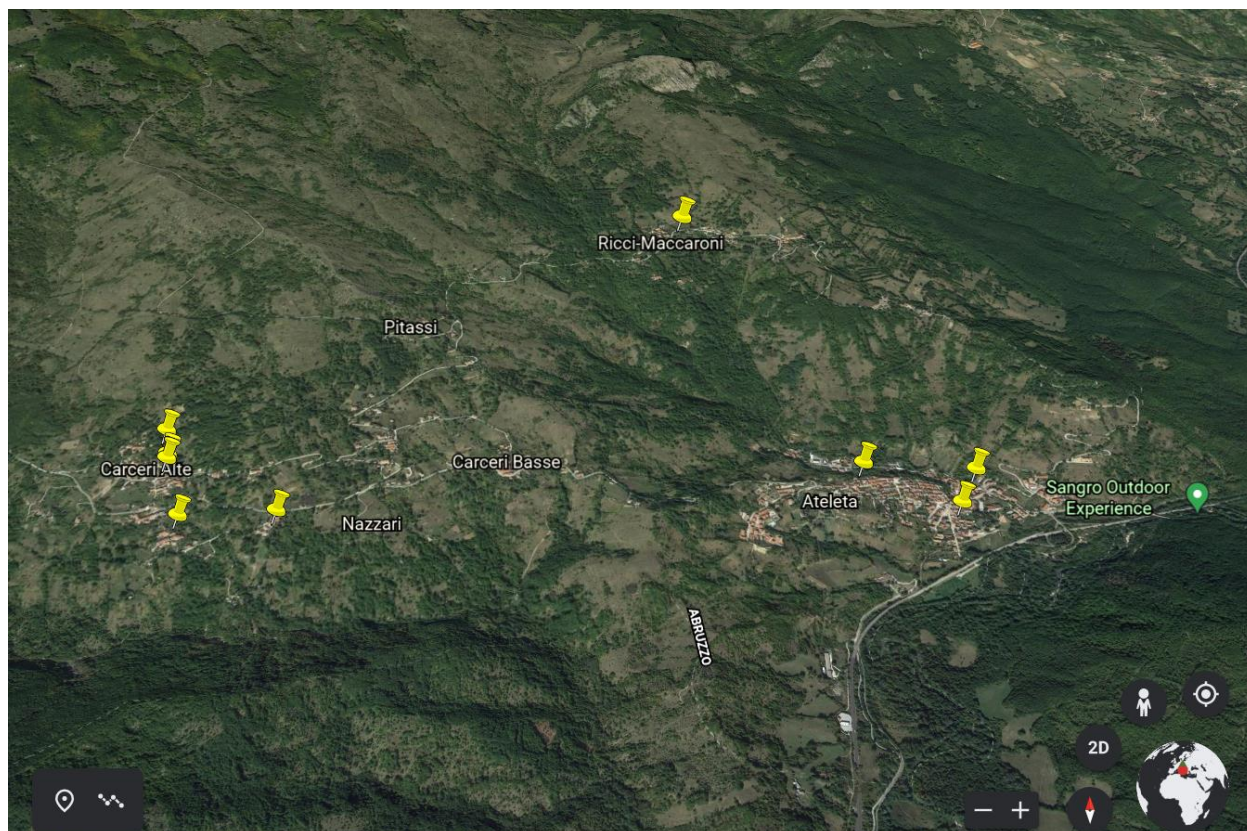 Ricci-Maccaroni
Pitassi
Carceri Alte
Carceri Basse
Nazzari
Ateleta
Sangro Outdoor
Experience
ABRUZZO
2D